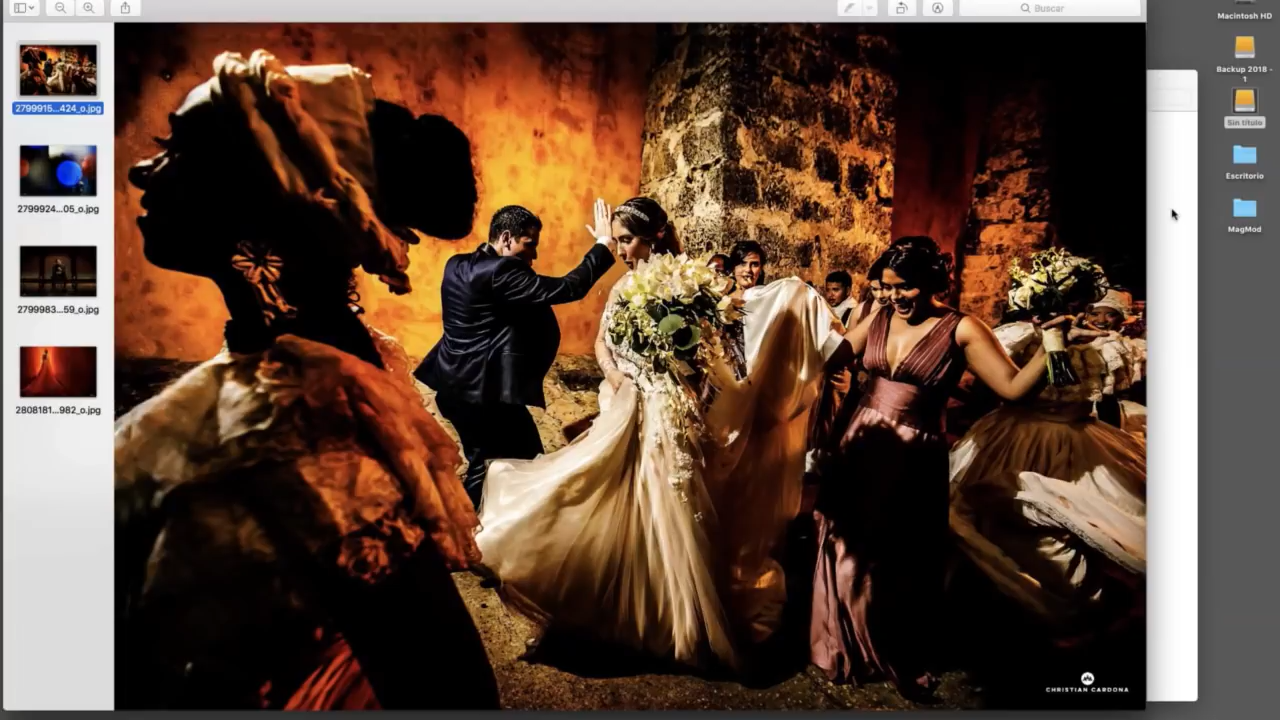 Buscar
Macintosh HD
Backup 2018 -
1
Sin título
Escritorio
MagMod
2799915...424_o.jpg
2799924...05_o.jpg
2799983...59_o.jpg
2808181...982_o.jpg
CHRISTIAN CARDONA